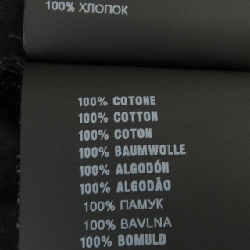 100% ХЛОПОК
100% COTONE
100% COTTON
100% COTON
100% BAUMWOLLE
100% ALGODÓN
100% ALGODÃO
100% ПАМУК
100% BAVLNA
100% BOMULD